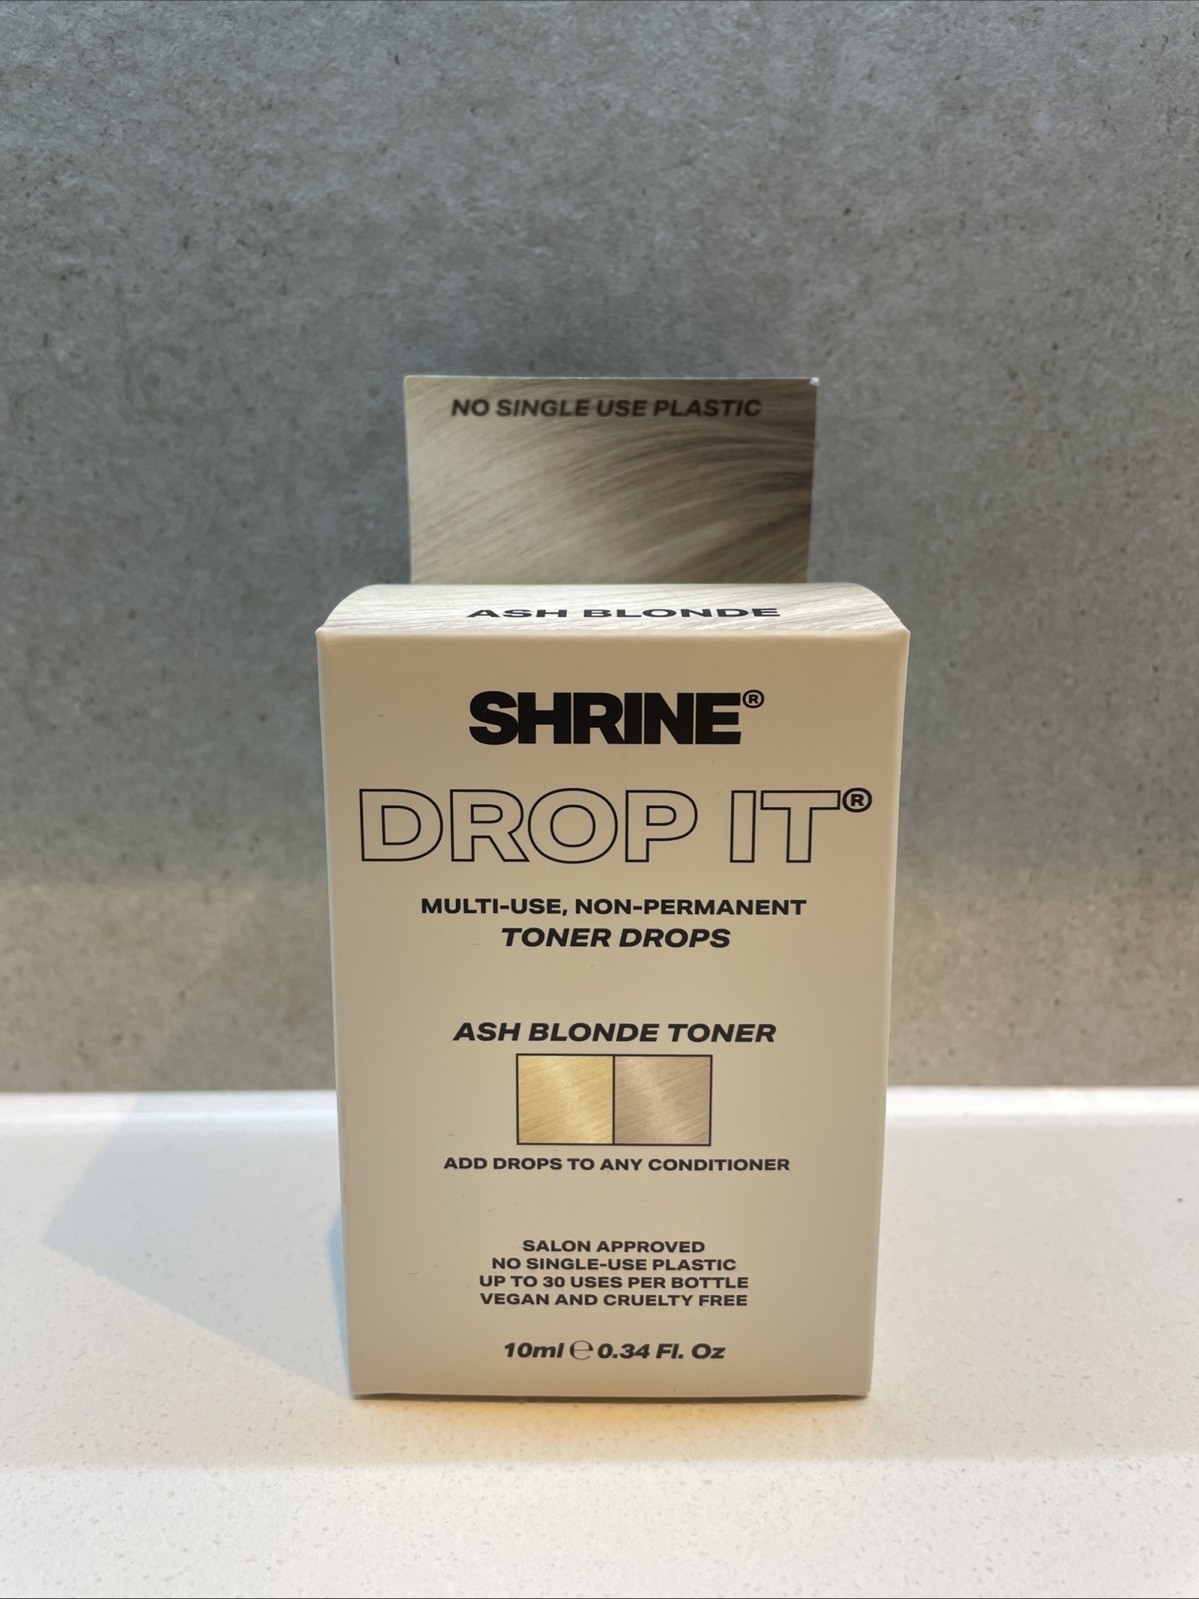 NO SINGLE USE PLASTIC
ASH BLONDE
SHRINE®
DROP IT®
MULTI-USE, NON-PERMANENT
TONER DROPS
ASH BLONDE TONER
ADD DROPS TO ANY CONDITIONER
SALON APPROVED
NO SINGLE-USE PLASTIC
UP TO 30 USES PER BOTTLE
VEGAN AND CRUELTY FREE
10ml ℮ 0.34 Fl. Oz